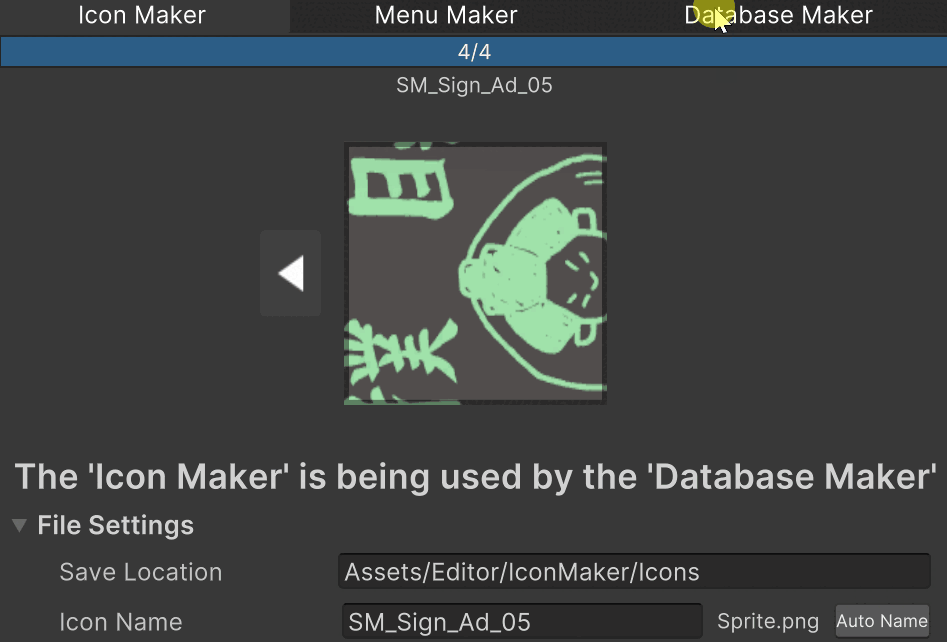 Icon Maker Menu Maker Database Maker
4/4
SM_Sign_Ad_05
The 'Icon Maker' is being used by the 'Database Maker'
File Settings
Save Location Assets/Editor/IconMaker/Icons
Icon Name SM_Sign_Ad_05 Sprite.png Auto Name